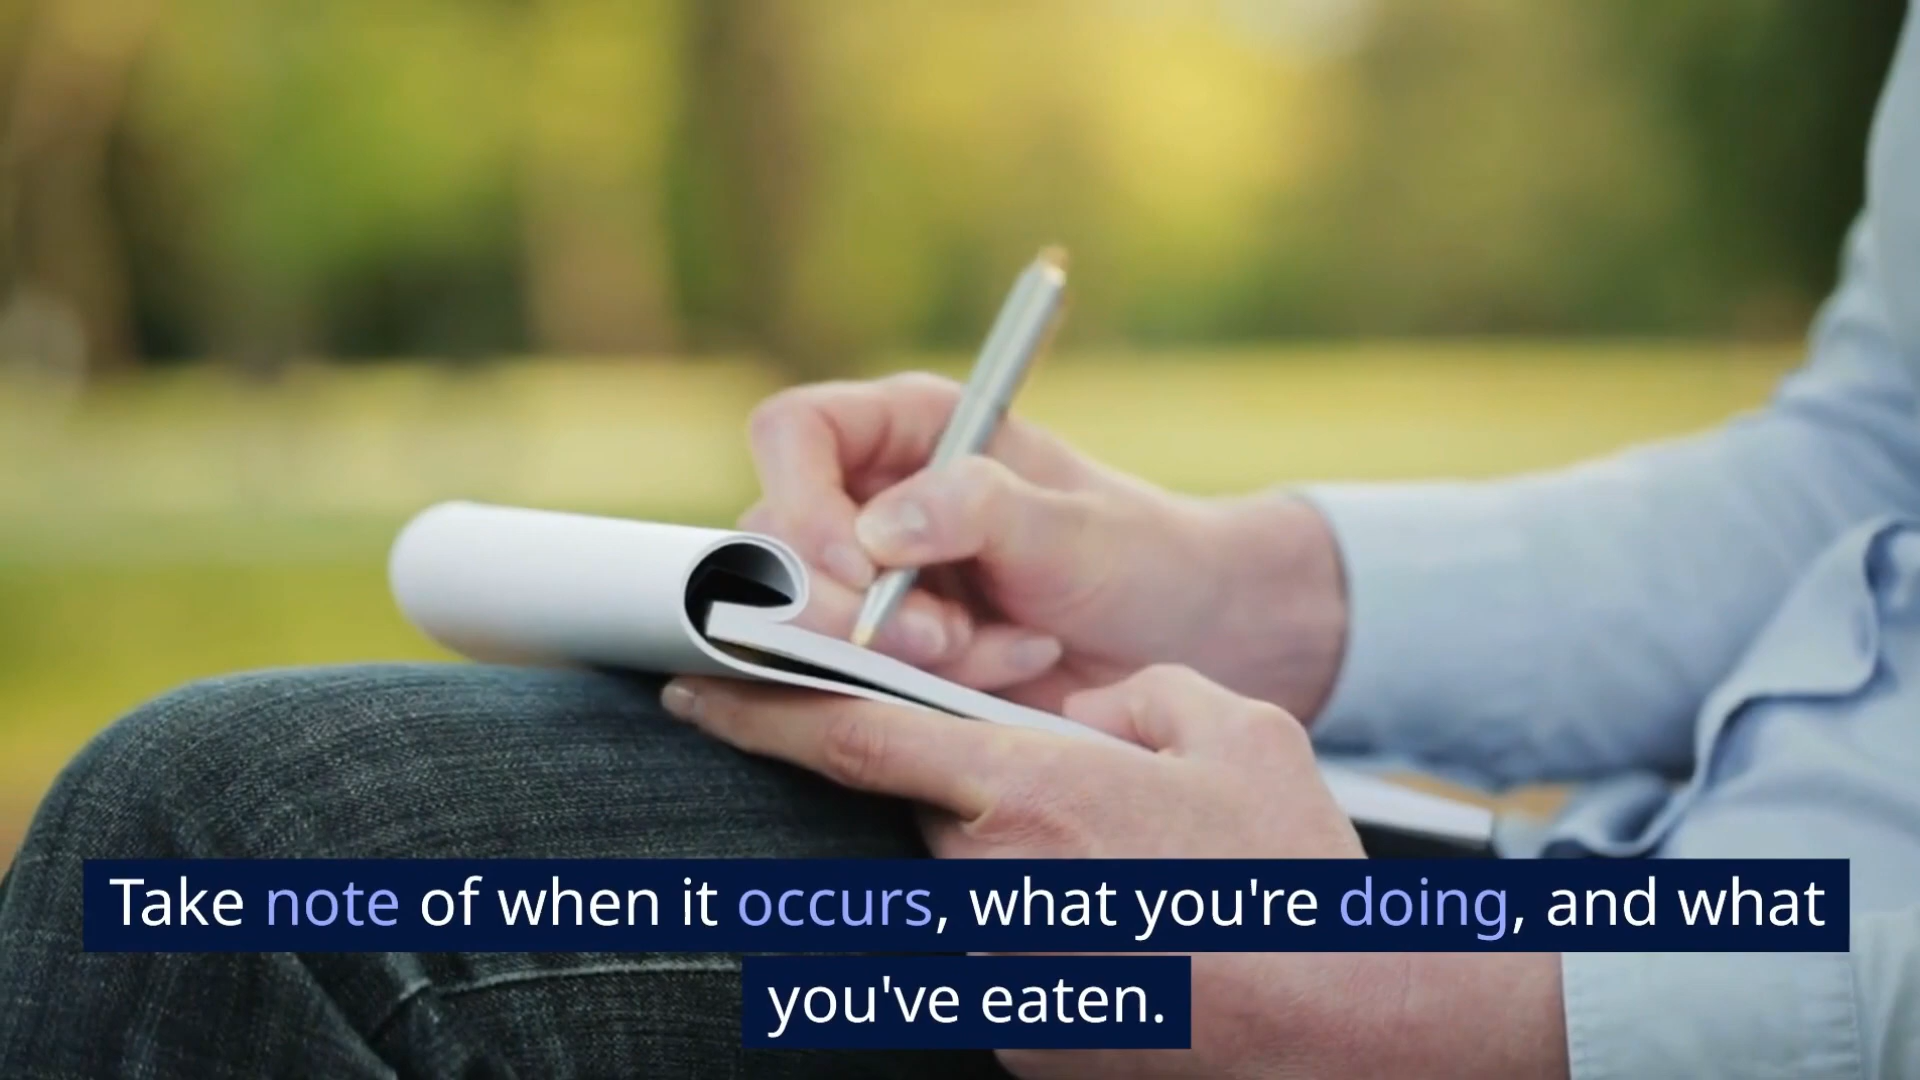 Take note of when it occurs, what you're doing, and what
you've eaten.